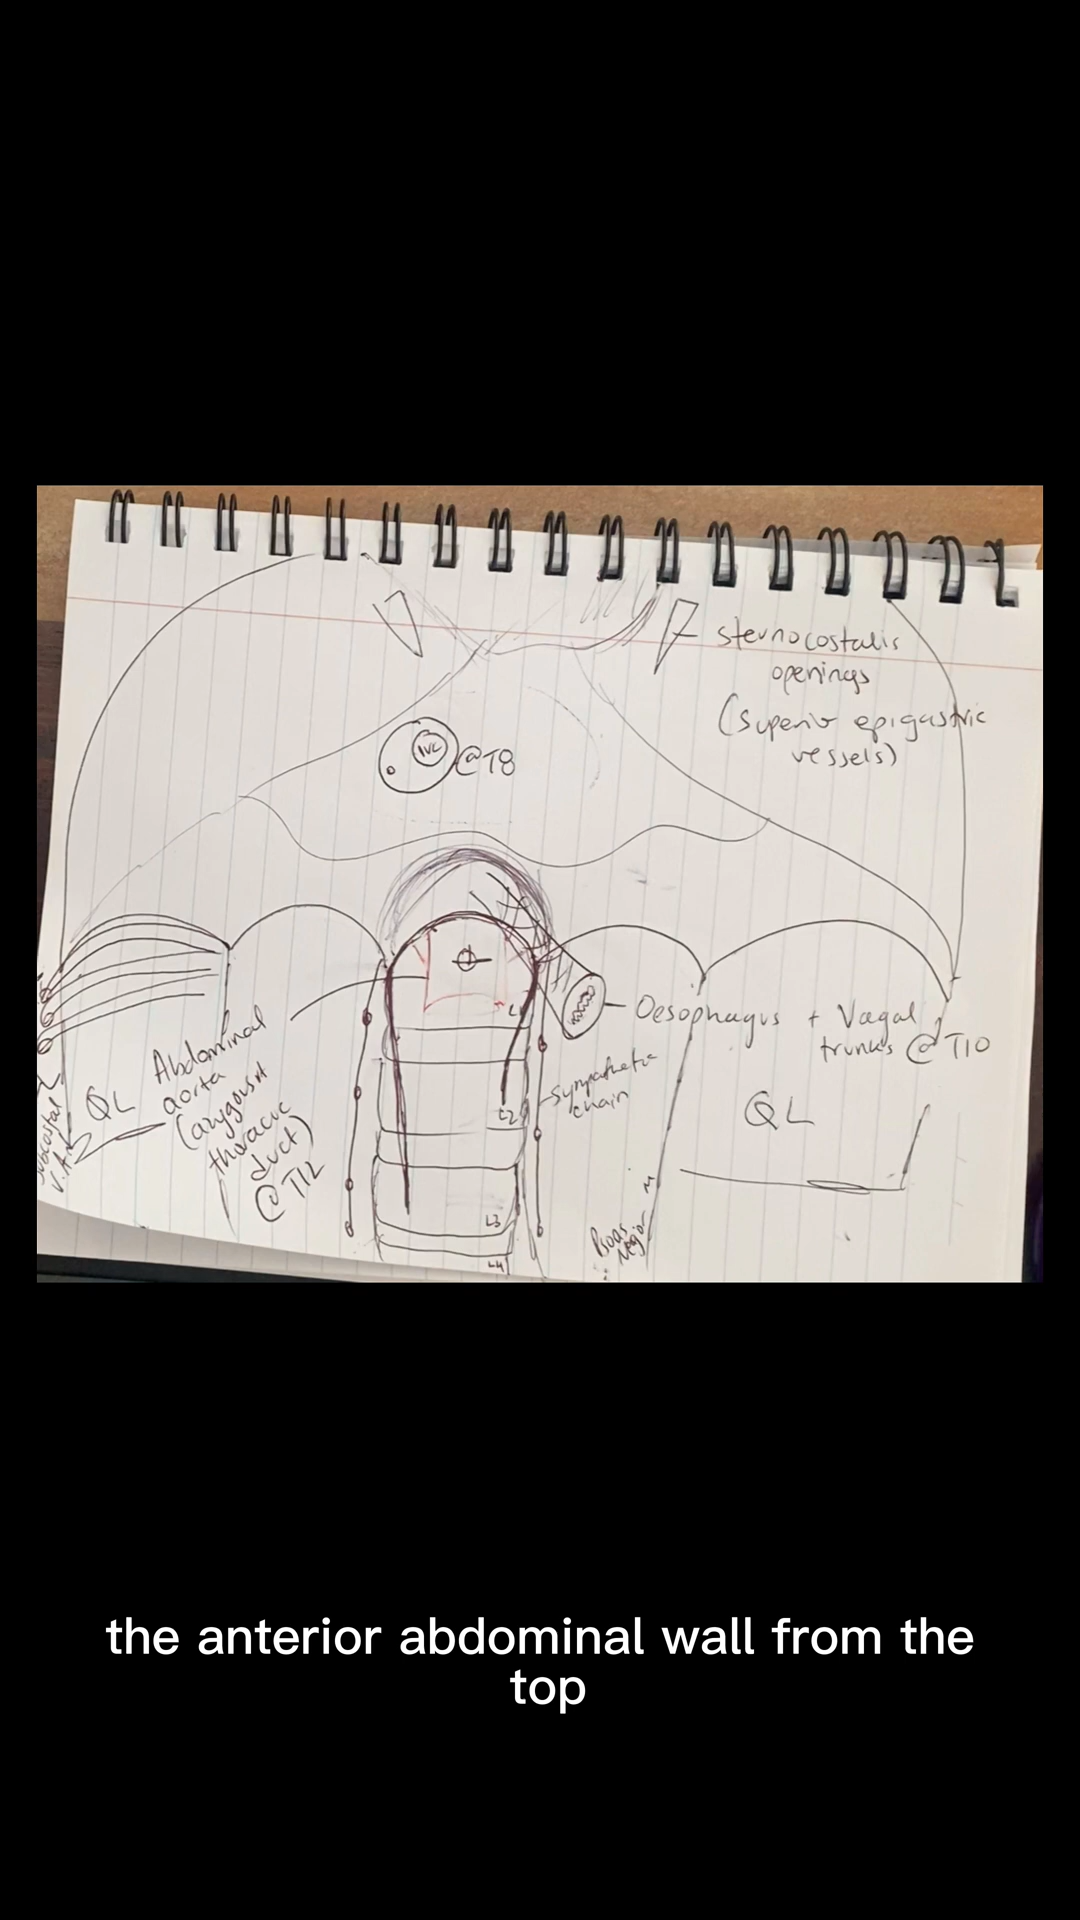 sternocostalis
openings
(superior epigastric
vessels)
IVC
@T8
L1
Oesophagus + Vagal
trunks @ T10
Abdominal
aorta
(azygous +
thoracic
duct)
@ T12
QL
subcostal
V.A.N
sympathetic
chain
L2
QL
L3
Psoas
Major
L4
the anterior abdominal wall from the
top